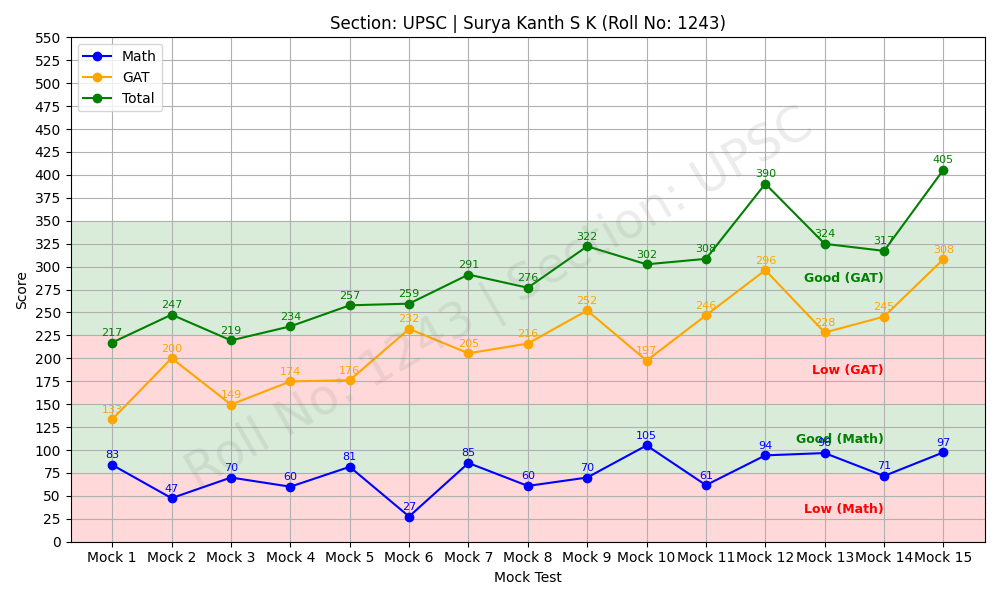 Section: UPSC | Surya Kanth S K (Roll No: 1243)
Math
GAT
Total
Score
550
525
500
475
450
425
400
375
350
325
300
275
250
225
200
175
150
125
100
75
50
25
0
217 247 219 234 257 259 291 276 322 302 308 390 324 317 405
133 200 149 174 176 232 205 216 252 197 246 296 228 245 308
83 47 70 60 81 27 85 60 70 105 61 94 71 97
Good (GAT)
Low (GAT)
Good (Math)
Low (Math)
Roll No: 1243 | Section: UPSC
Mock 1 Mock 2 Mock 3 Mock 4 Mock 5 Mock 6 Mock 7 Mock 8 Mock 9 Mock 10 Mock 11 Mock 12 Mock 13 Mock 14 Mock 15
Mock Test